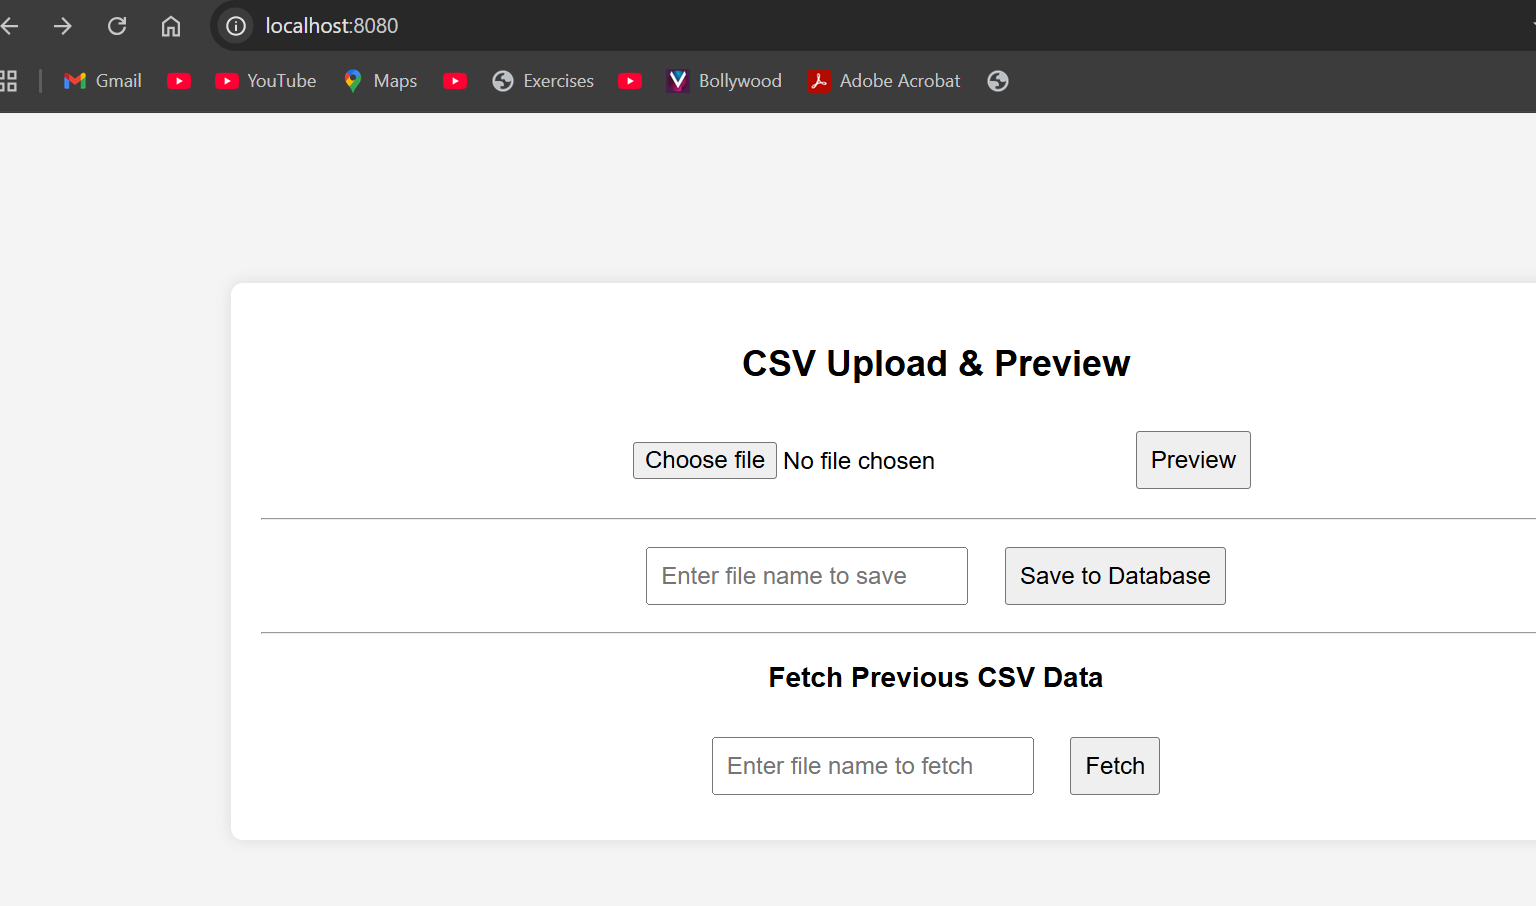 localhost:8080
Gmail YouTube Maps Exercises Bollywood Adobe Acrobat
CSV Upload & Preview
Choose file No file chosen Preview
Enter file name to save Save to Database
Fetch Previous CSV Data
Enter file name to fetch Fetch